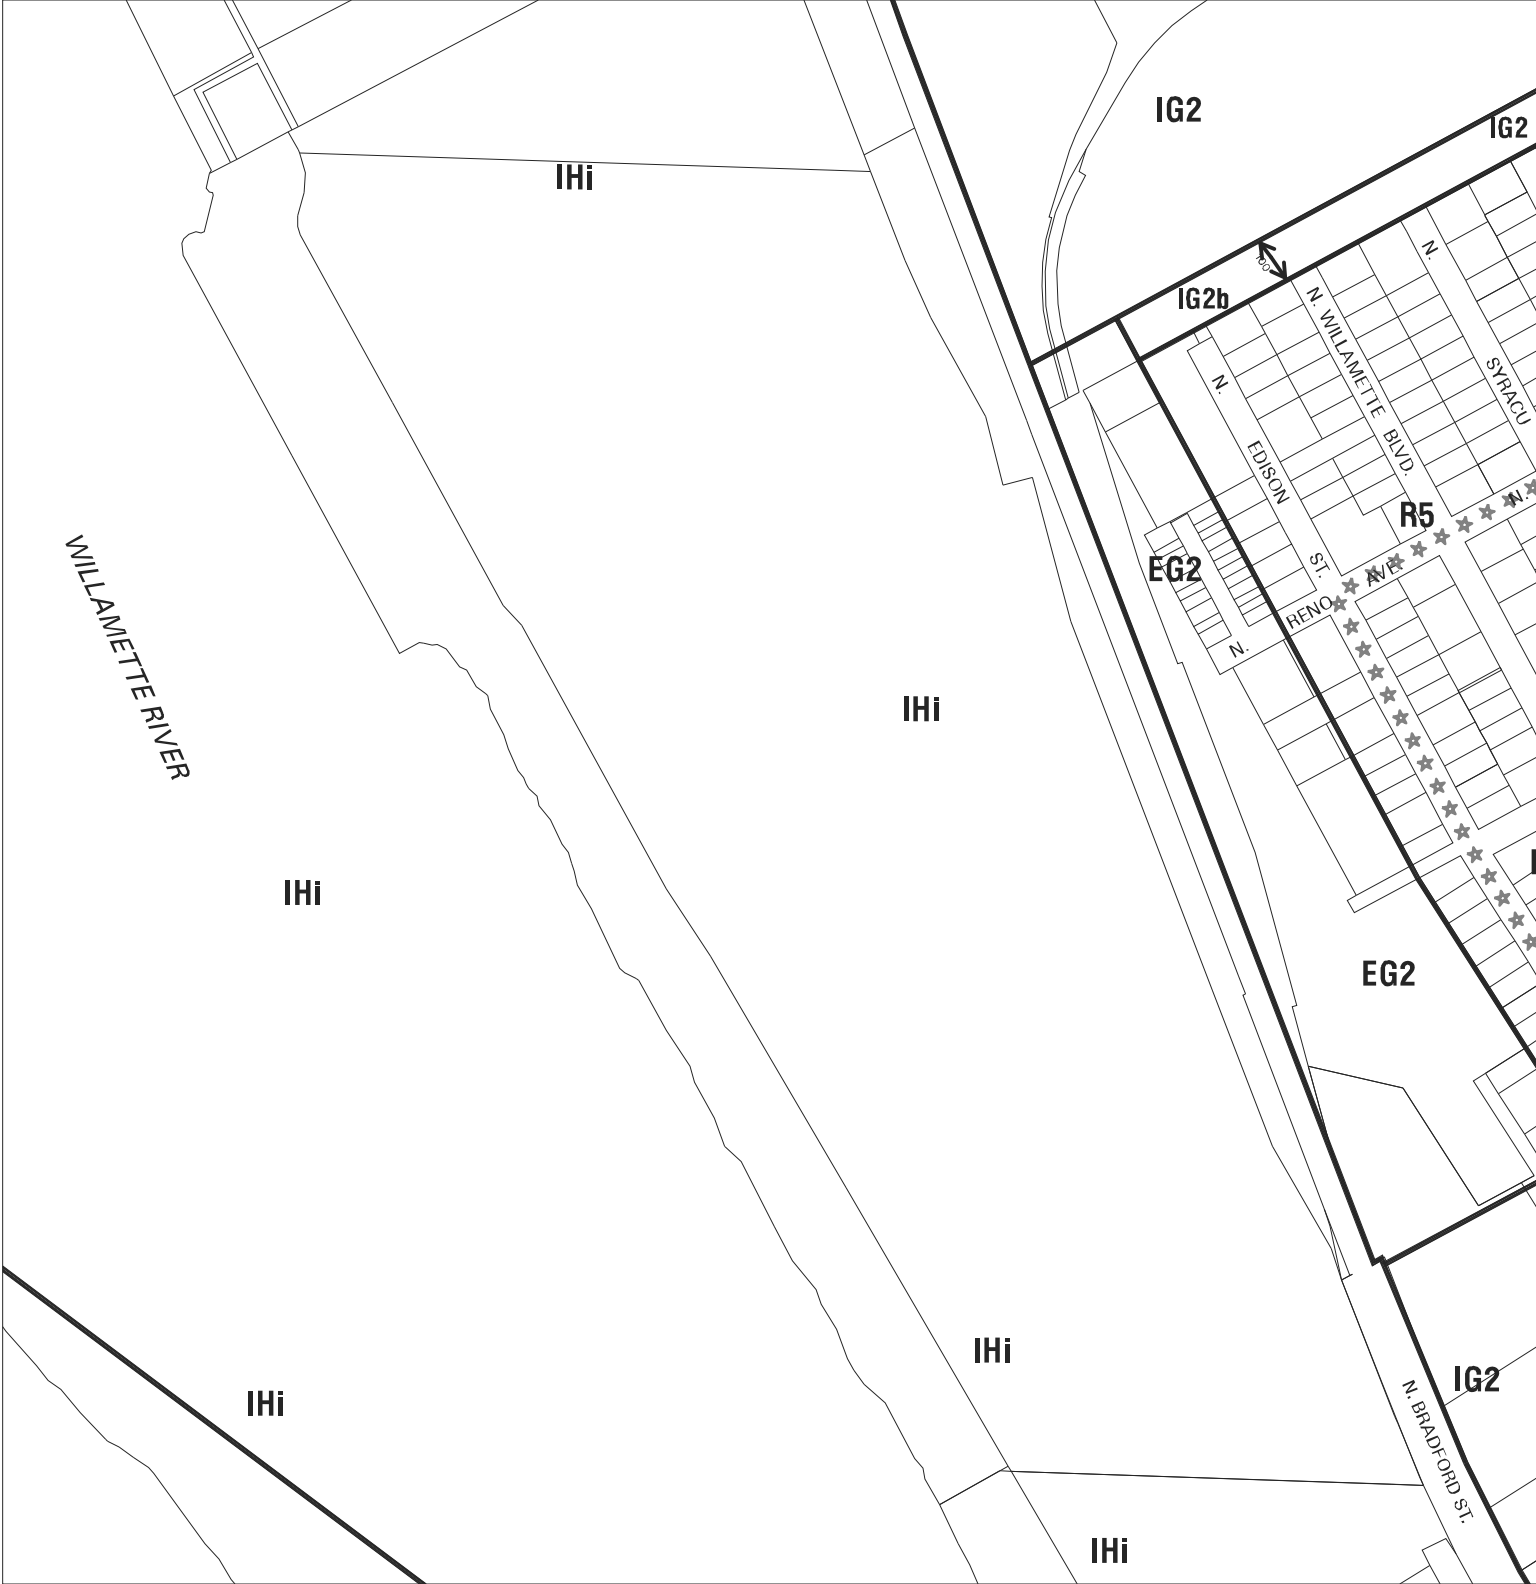 IG2
IG2
IHi
N.
100
IG2b
N. WILLAMETTE BLVD.
SYRACU
N. EDISON ST.
N.
R5
WILLAMETTE RIVER
EG2
N. RENO AVE
IHi
IHi
EG2
IHi
IG2
IHi
N. BRADFORD ST.
IHi